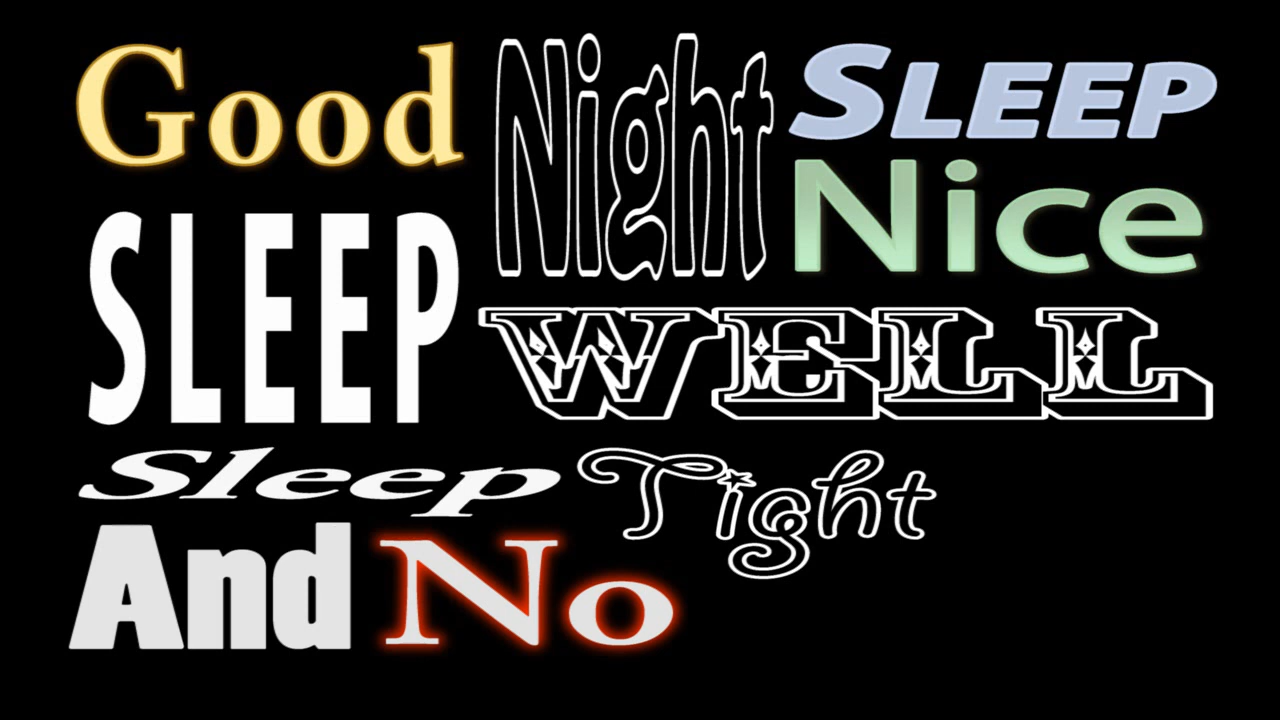 Good Night SLEEP
Nice
SLEEP WELL
Sleep Tight
And No